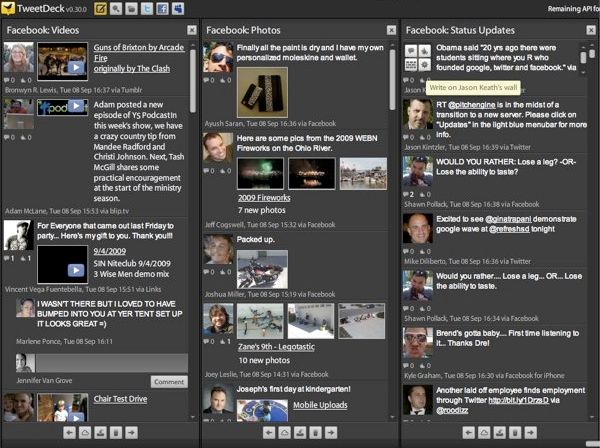 TweetDeck v0.30.0
Remaining API fo
Facebook: Videos
Guns of Brixton by Arcade
Fire
originally by The Clash
0 0
Bronwyn R. Lewis, Tue 08 Sep 16:37 via Tumblr
Adam posted a new
episode of YS PodcastIn
this week's show, we have
a crazy country tip from
Mandee Radford and
Christi Johnson. Next, Tash
McGill shares some
practical encouragement
at the start of the ministry
season.
0 0
Adam McLane, Tue 08 Sep 15:53 via blip.tv
For Everyone that came out last Friday to
party... Here's my gift to you. Thank you!!!
9/4/2009
SIN Niteclub 9/4/2009
3 Wise Men demo mix
1 1
Vincent Vega Fuentebella, Tue 08 Sep 15:51 via Links
I WASN'T THERE BUT I LOVED TO HAVE
BUMPED INTO YOU AT YER TENT SET UP
IT LOOKS GREAT =)
Marlene Ponce, Tue 08 Sep 16:11
Jennifer Van Grove
Comment
Chair Test Drive
Facebook: Photos
Finally all the paint is dry and I have my own
personalized moleskine and wallet.
0 0
Ayush Saran, Tue 08 Sep 16:36 via Facebook
Here are some pics from the 2009 WEBN
Fireworks on the Ohio River.
2009 Fireworks
7 new photos
0 0
Jeff Cogswell, Tue 08 Sep 15:32 via Facebook
Packed up.
0 0
Joshua Miller, Tue 08 Sep 15:19 via Facebook
0 1
Zane's 9th - Legotastic
10 new photos
Joey Leslie, Tue 08 Sep 14:31 via Facebook
Joseph's first day at kindergarten!
Mobile Uploads
Facebook: Status Updates
Obama said "20 yrs ago there were
students sitting where you R who
founded google, twitter and facebook." via
0 0
Write on Jason Keath's wall
RT @pitchengine is in the midst of a
transition to a new server. Please click on
"Updates" in the light blue menubar for more
info.
0 0
Jason Kintzler, Tue 08 Sep 16:39 via Twitter
WOULD YOU RATHER: Lose a leg? -OR-
Lose the ability to taste?
2 0
Shawn Pollack, Tue 08 Sep 16:38 via Twitter
Excited to see @ginatrapani demonstrate
google wave at @refreshsd tonight
0 0
Mike Diliberto, Tue 08 Sep 16:36 via Twitter
Would you rather.... Lose a leg... OR... Lose
the ability to taste.
0 0
Shawn Pollack, Tue 08 Sep 16:34 via Twitter
Brend's gotta baby.... First time listening to
it... Thanks Dre!
0 0
Kyle Graham, Tue 08 Sep 16:30 via Facebook for iPhone
Another laid off employee finds employment
through Twitter http://bit.ly/1DrzsD via
@roodizz